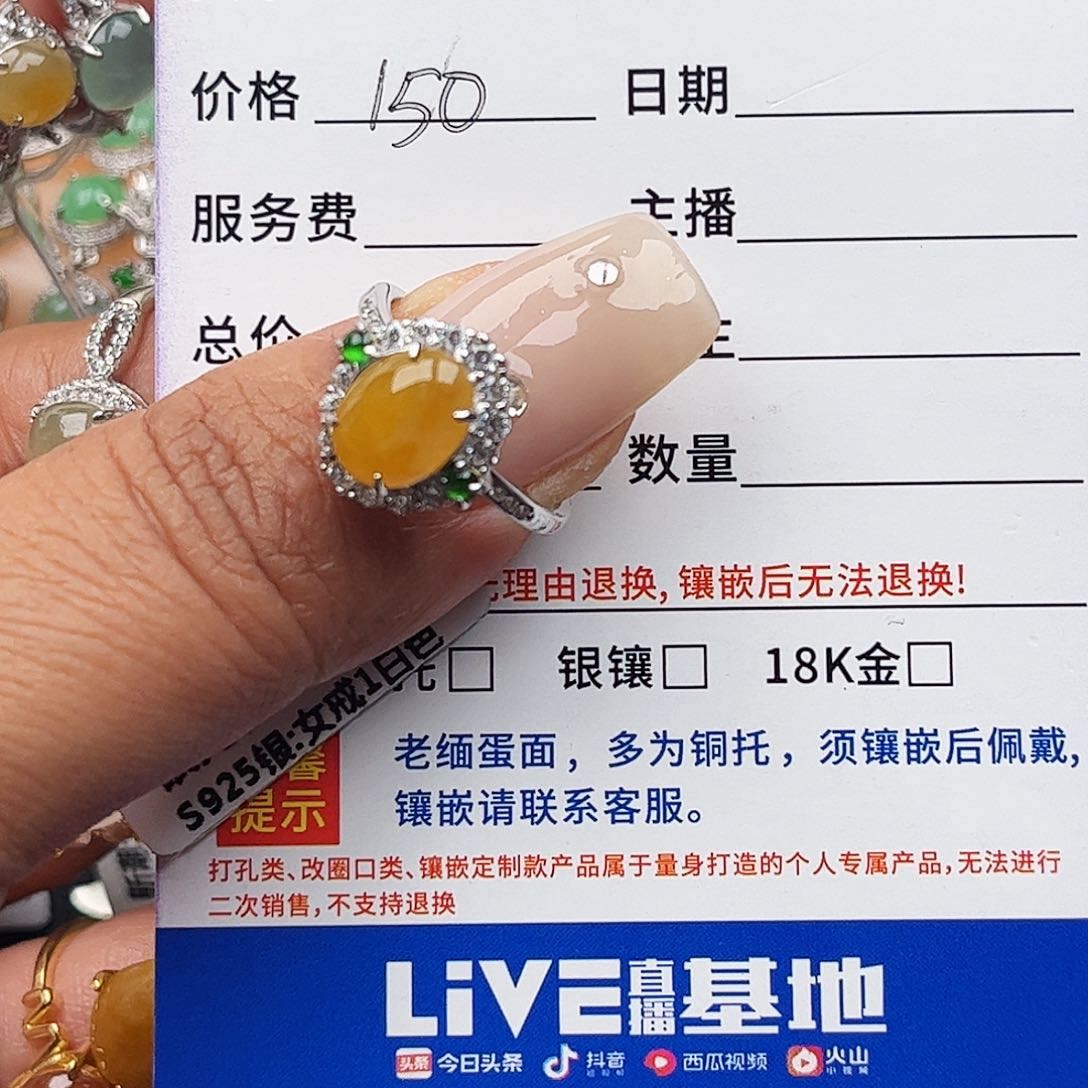 价格 150 日期
服务费 主播
总价
数量
理由退换,镶嵌后无法退换!
银镶□ 18K金□
S925银:女戒1白色
提示
老缅蛋面,多为铜托,须镶嵌后佩戴,
镶嵌请联系客服。
打孔类、改圈口类、镶嵌定制款产品属于量身打造的个人专属产品,无法进行
二次销售,不支持退换
LiVE直播基地
头条 今日头条 抖音 西瓜视频 火山小视频